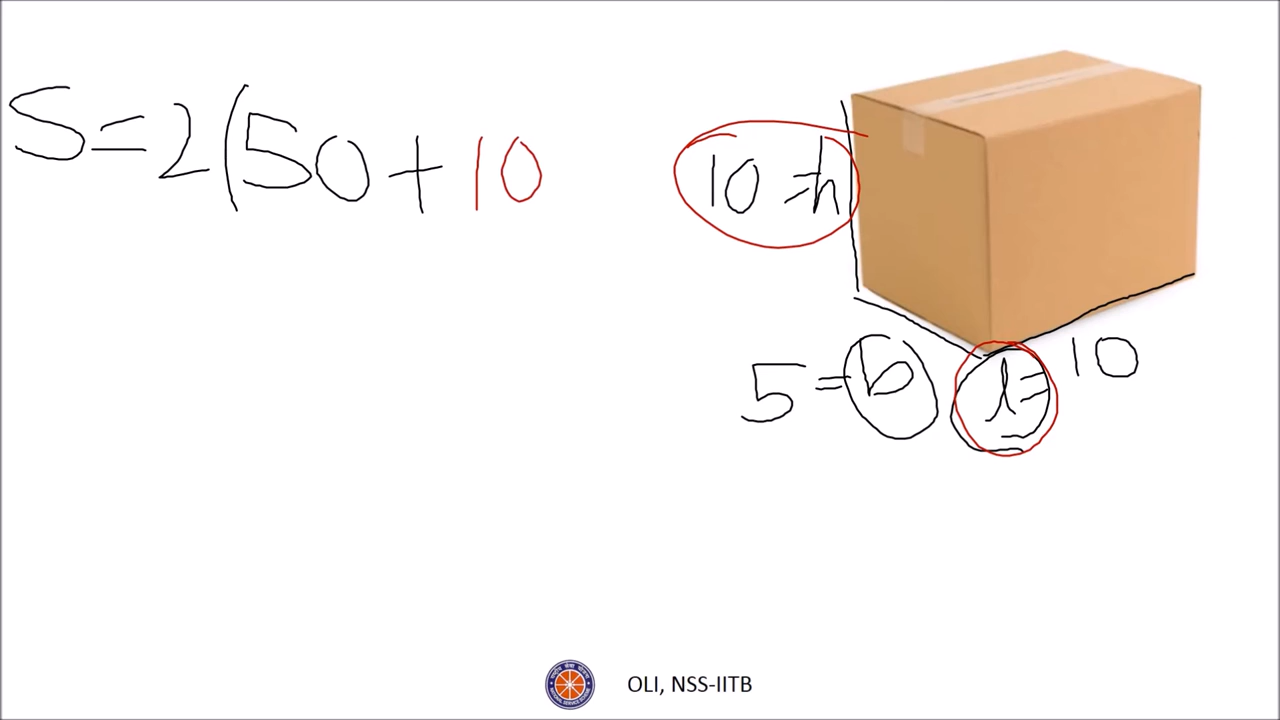 S=2(50+10
10=h
5=b
l=10
OLI, NSS-IITB